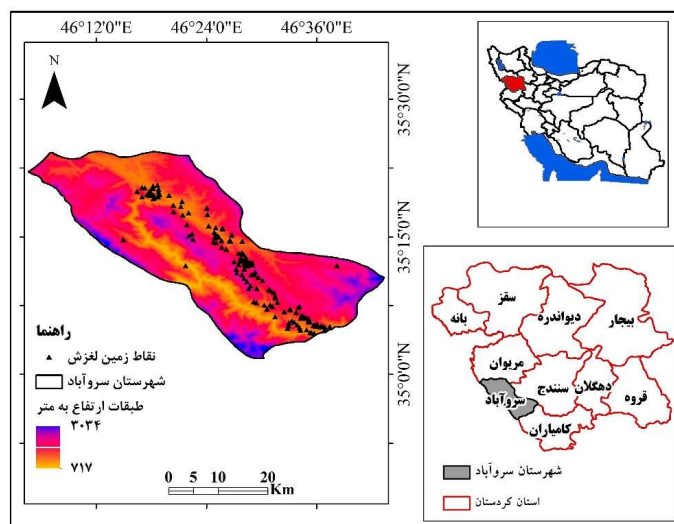 46°12'0"E 46°24'0"E 46°36'0"E
N
35°30'0"N
35°15'0"N
35°0'0"N
راهنما
نقاط زمین لغزش
شهرستان سروآباد
طبقات ارتفاع به متر
۳۰۳۴
۷۱۷
0 5 10 20
Km
سقز
بانه
دیواندره
بیجار
مریوان
سنندج
دهگلان
قروه
سروآباد
کامیاران
شهرستان سروآباد
استان کردستان